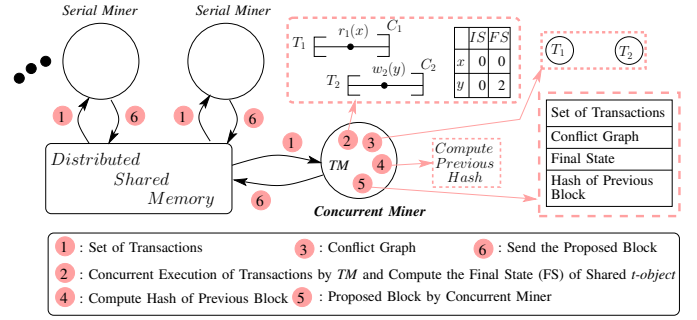 Serial Miner
Serial Miner
T1 r1(x) C1
T2 w2(y) C2
IS FS
x 0 0
y 0 2
T1 T2
1 6
1 6
1
2
3
4
5
TM
6
Distributed
Shared
Memory
Concurrent Miner
Compute
Previous
Hash
Set of Transactions
Conflict Graph
Final State
Hash of Previous
Block
1 : Set of Transactions
3 : Conflict Graph
6 : Send the Proposed Block
2 : Concurrent Execution of Transactions by TM and Compute the Final State (FS) of Shared t-object
4 : Compute Hash of Previous Block
5 : Proposed Block by Concurrent Miner